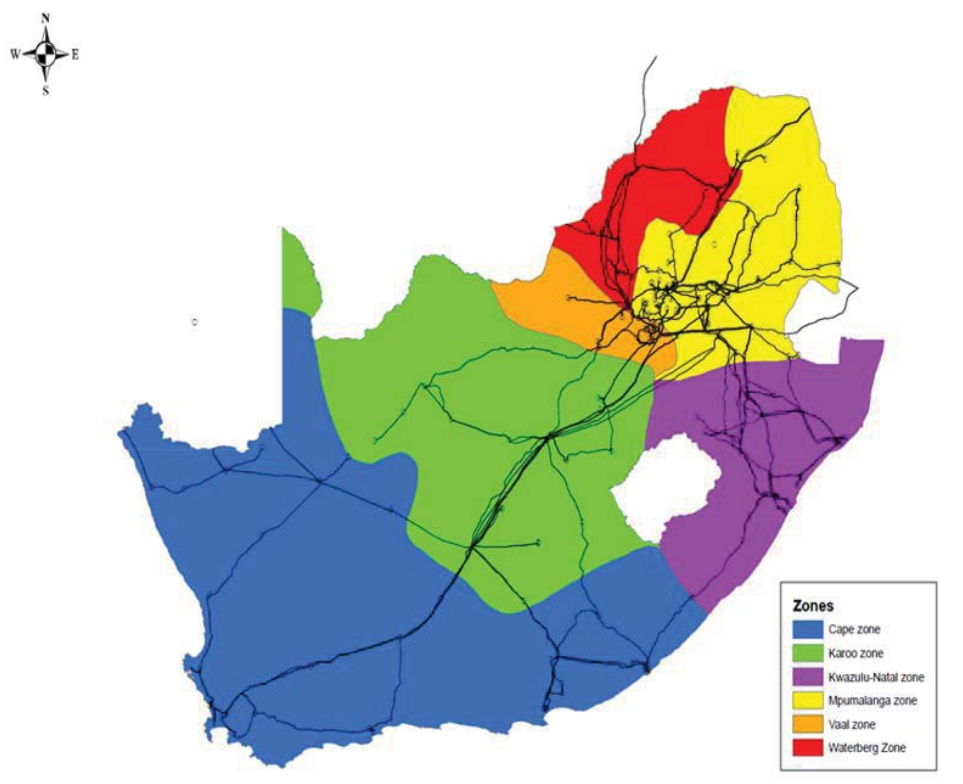 N
W E
S
Zones
Cape zone
Karoo zone
Kwazulu-Natal zone
Mpumalanga zone
Vaal zone
Waterberg Zone